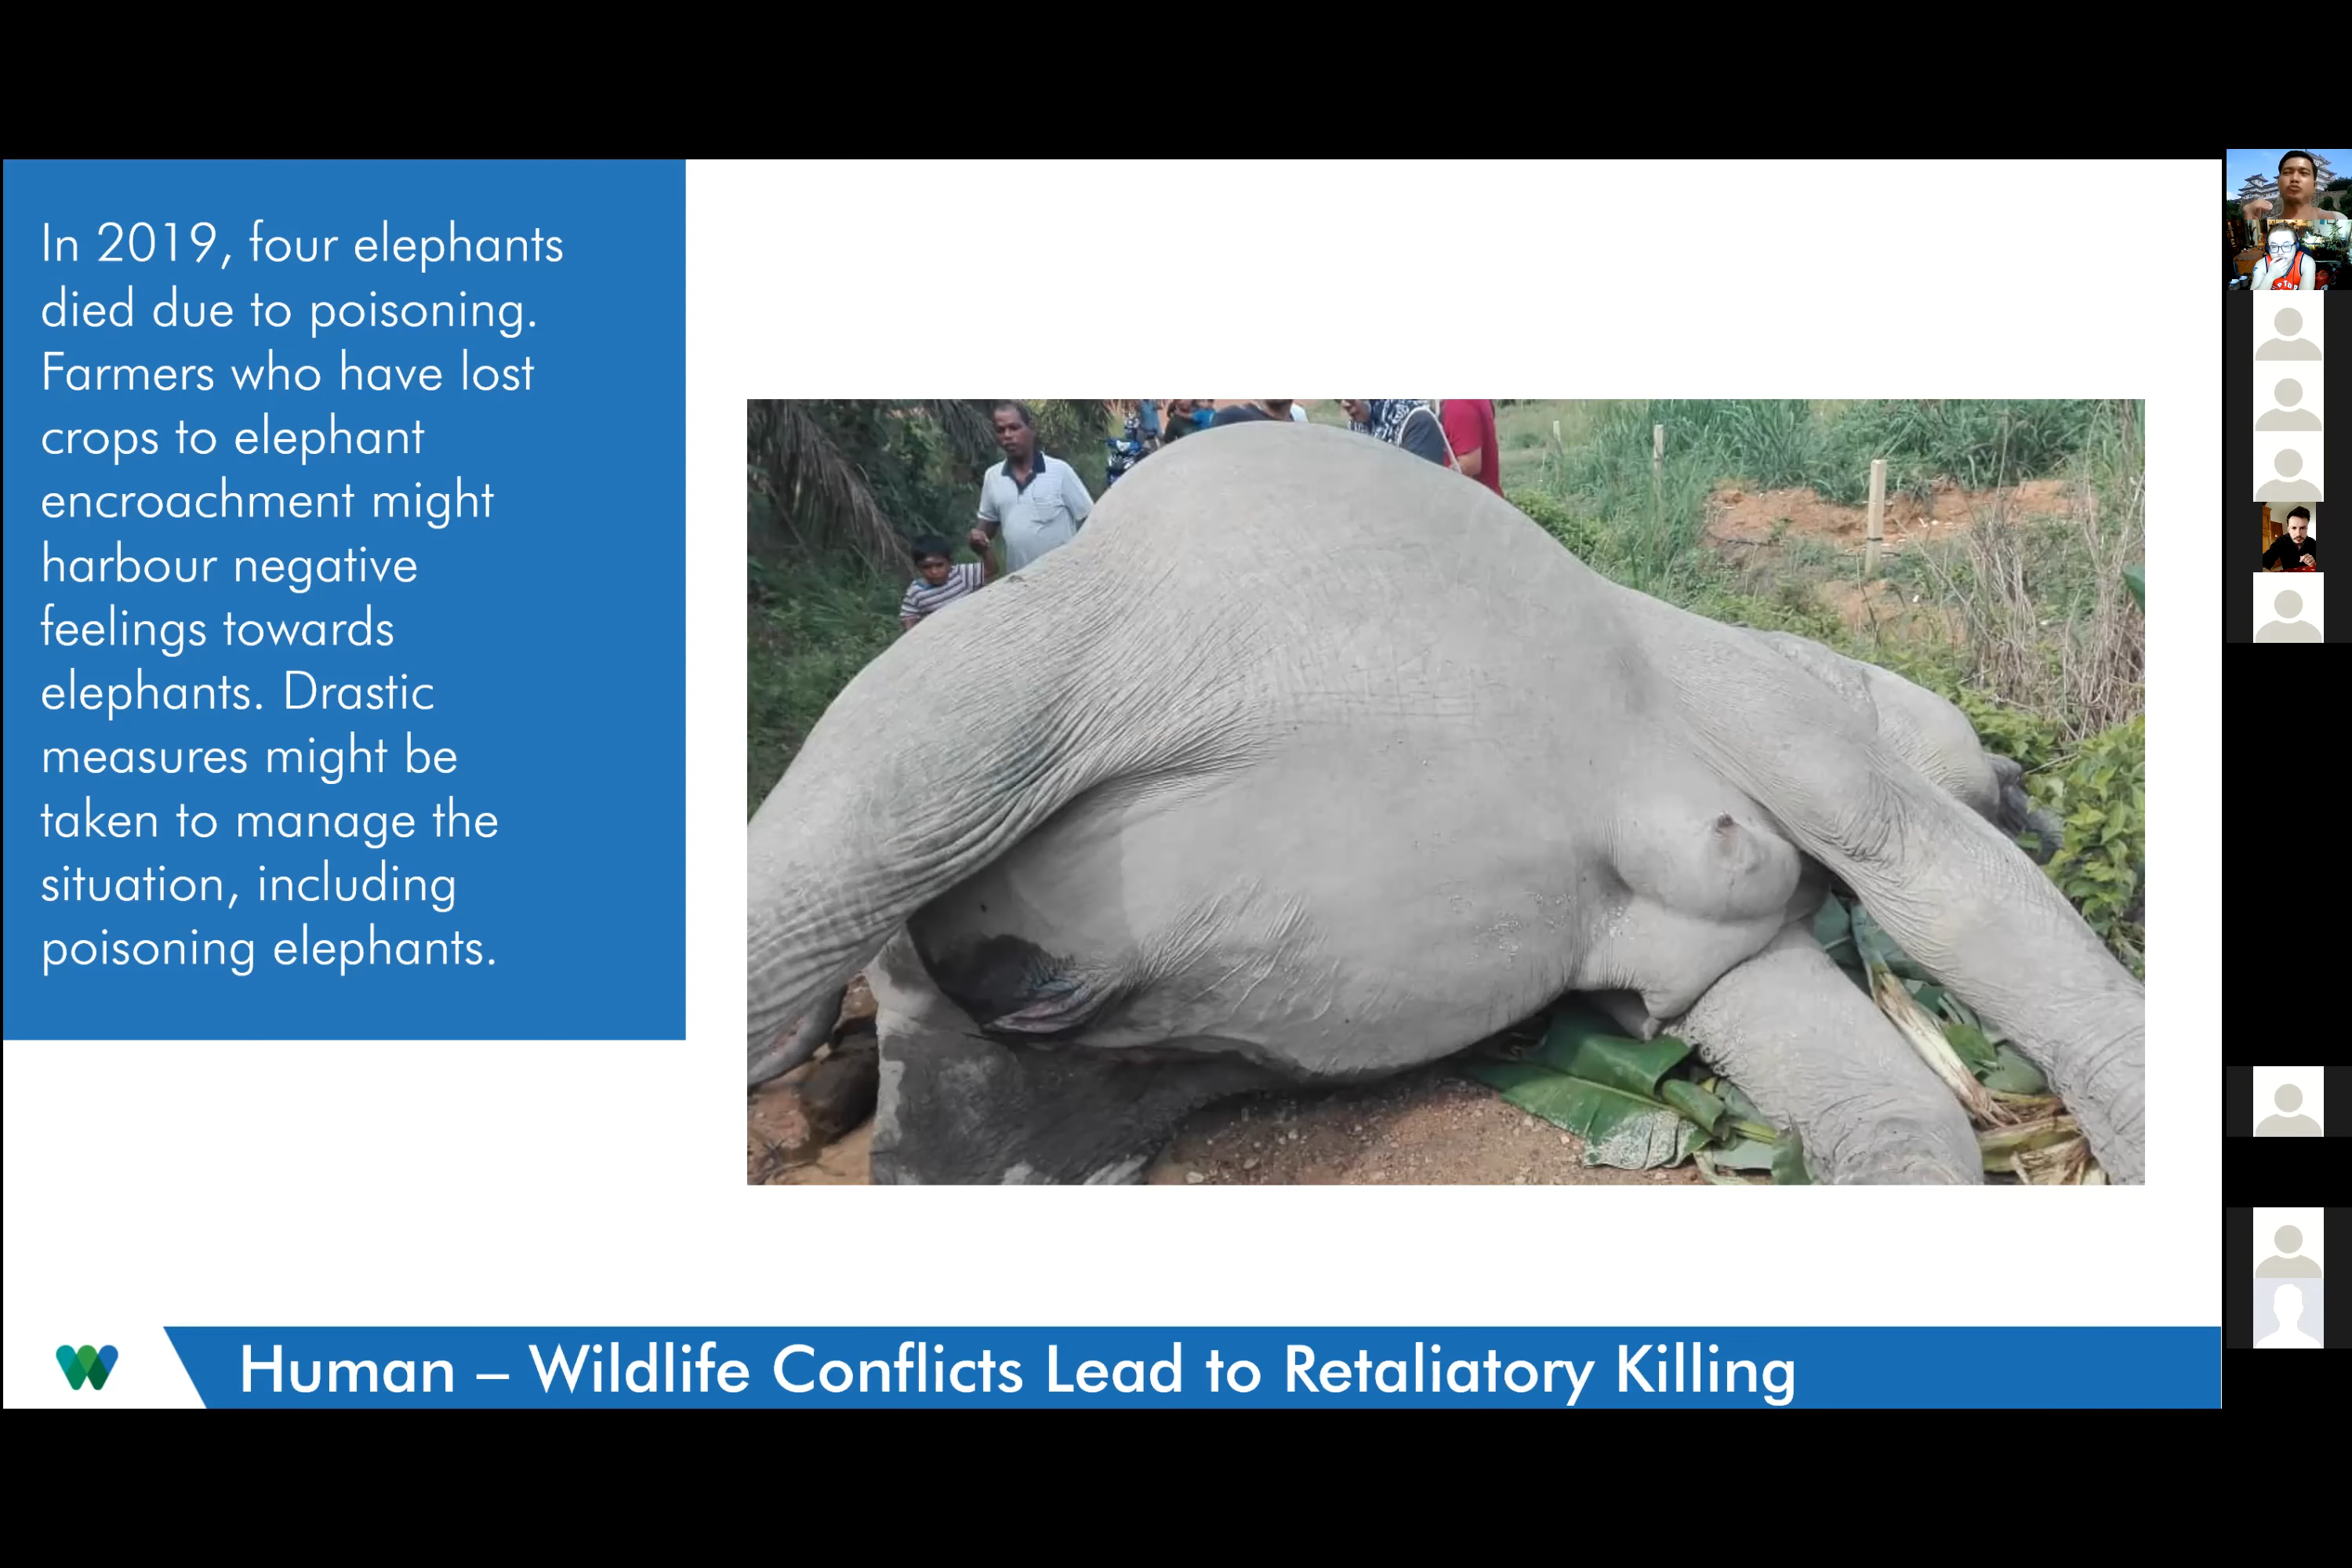 In 2019, four elephants
died due to poisoning.
Farmers who have lost
crops to elephant
encroachment might
harbour negative
feelings towards
elephants. Drastic
measures might be
taken to manage the
situation, including
poisoning elephants.
Human – Wildlife Conflicts Lead to Retaliatory Killing